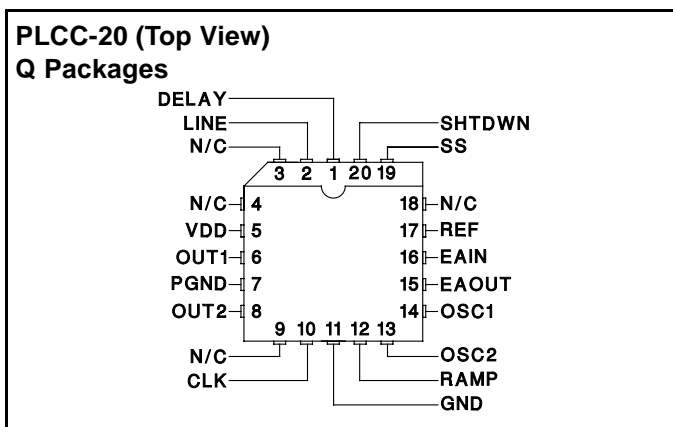 PLCC-20 (Top View)
Q Packages
DELAY
LINE
N/C
SHTDWN
SS
3 2 1 20 19
N/C 4
18 N/C
VDD 5
17 REF
OUT1 6
16 EAIN
PGND 7
15 EAOUT
OUT2 8
14 OSC1
9 10 11 12 13
N/C
OSC2
CLK
RAMP
GND